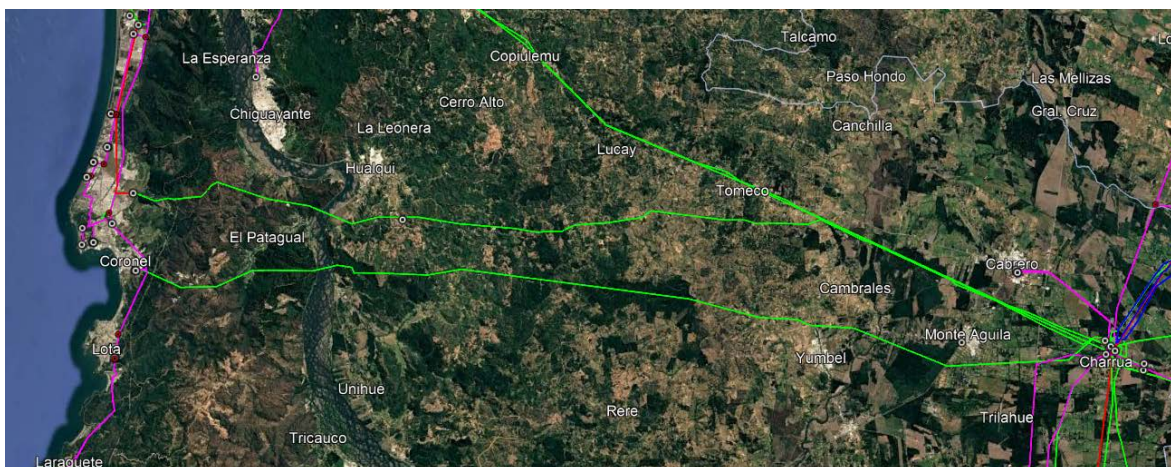 Talcamo
La Esperanza
Copiulemu
Paso Hondo
Las Mellizas
Cerro Alto
Chiguayante
Gral. Cruz
La Leonera
Canchilla
Lucay
Hualqui
Tomeco
El Patagual
Coronel
Cabrero
Cambrales
Monte Aguila
Lota
Yumbel
Charrua
Unihue
Rere
Trilahue
Tricauco
Laraquete